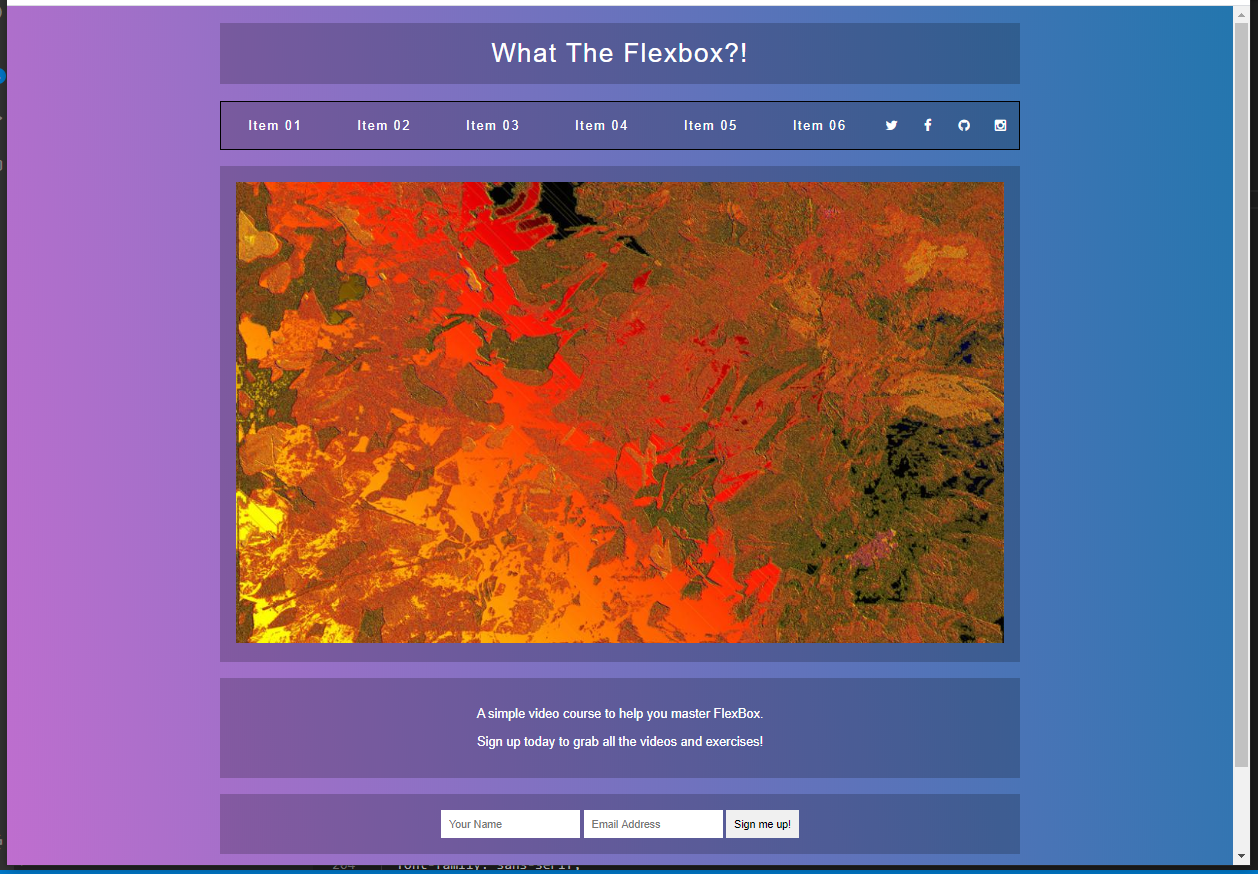 What The Flexbox?!
Item 01 Item 02 Item 03 Item 04 Item 05 Item 06
A simple video course to help you master FlexBox.
Sign up today to grab all the videos and exercises!
Your Name Email Address Sign me up!